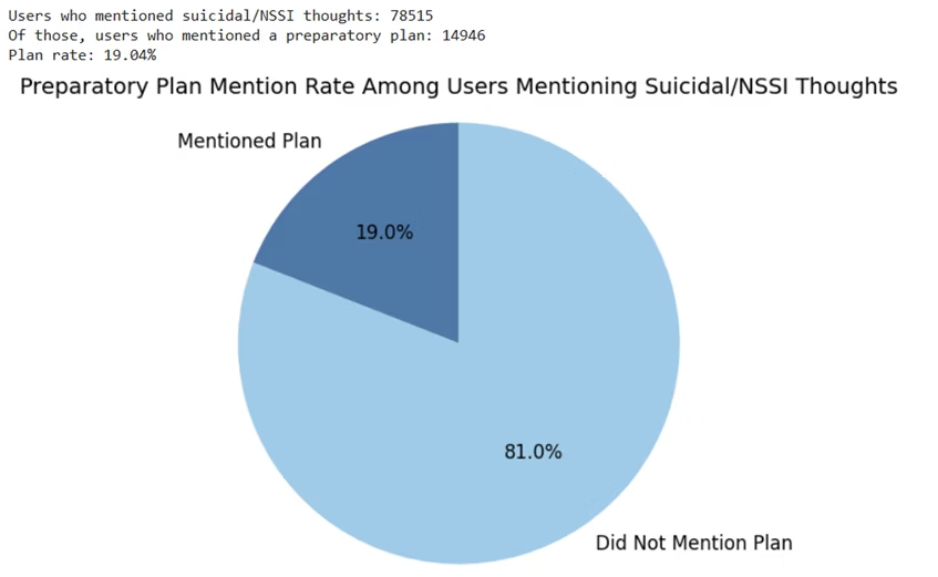 Users who mentioned suicidal/NSSI thoughts: 78515
Of those, users who mentioned a preparatory plan: 14946
Plan rate: 19.04%
Preparatory Plan Mention Rate Among Users Mentioning Suicidal/NSSI Thoughts
Mentioned Plan
19.0%
81.0%
Did Not Mention Plan